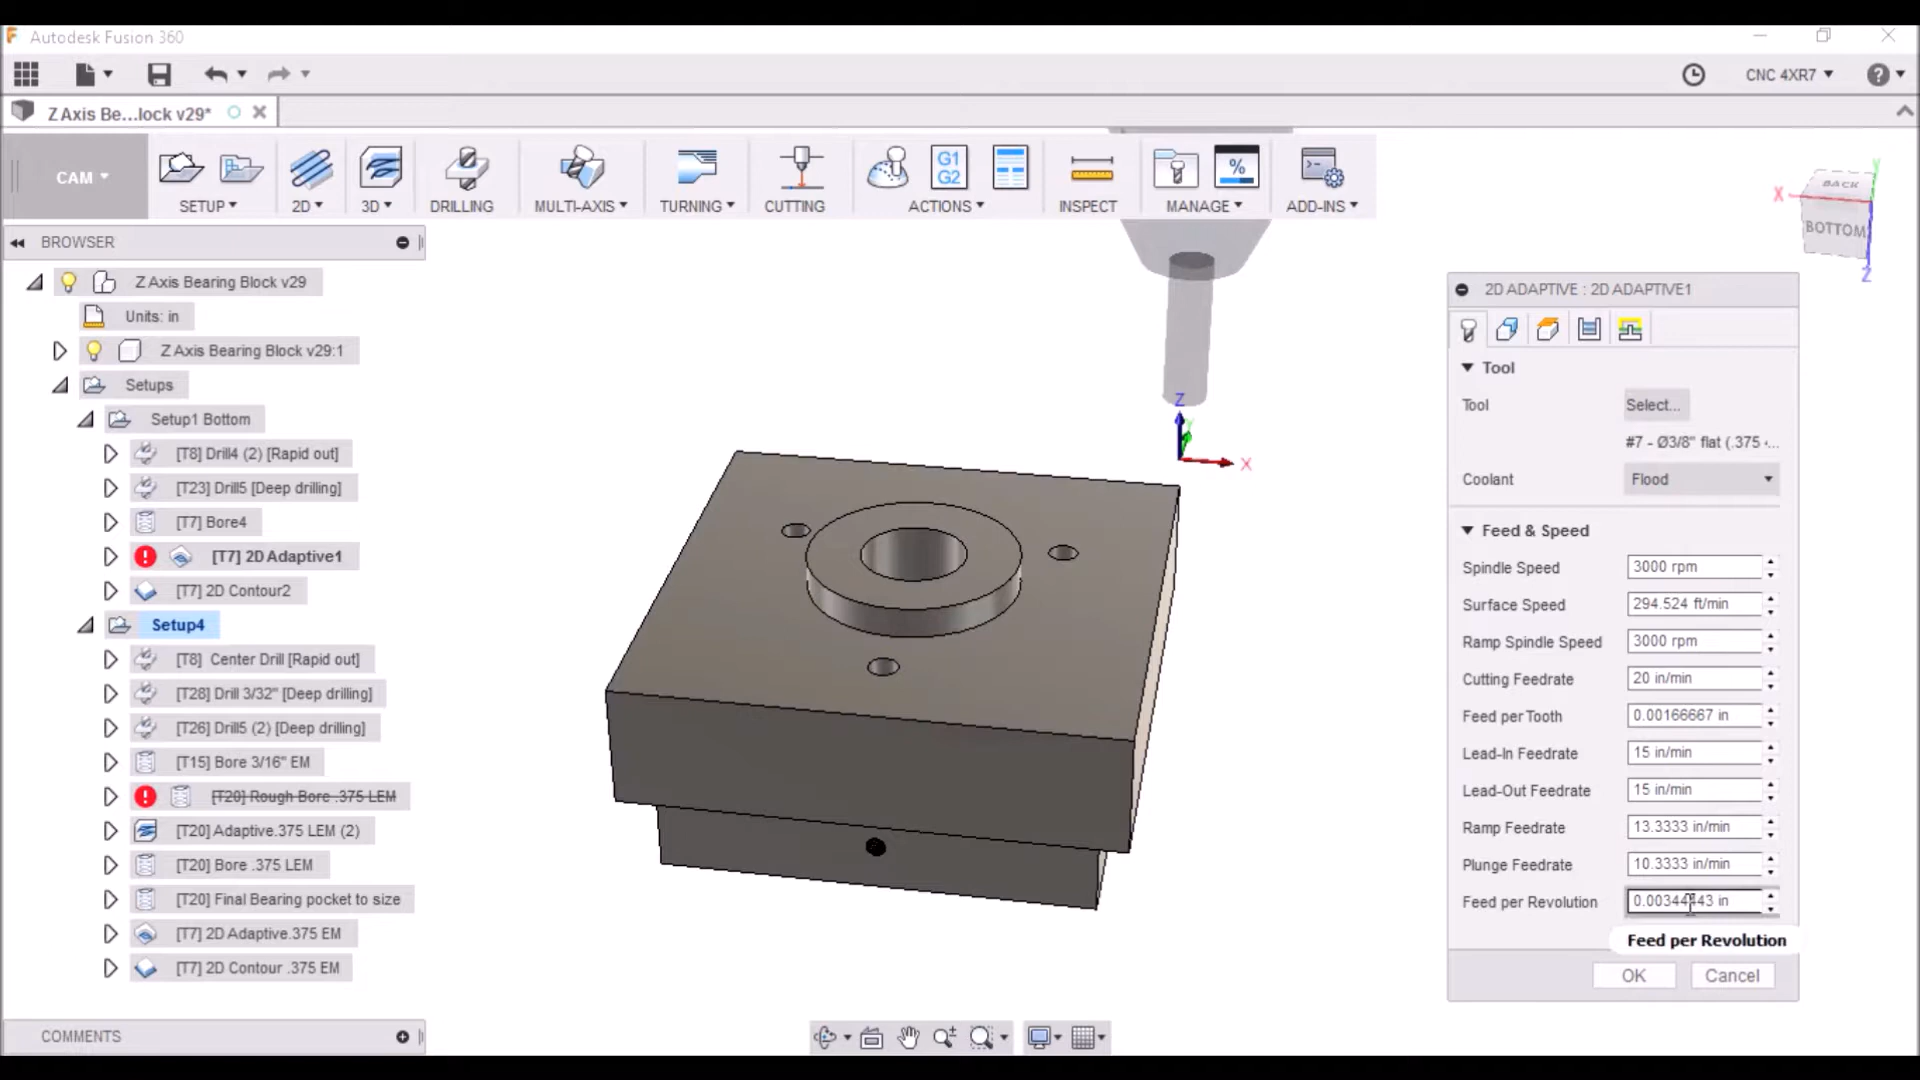 Autodesk Fusion 360
CNC 4XR7
Z Axis Be...lock v29*
CAM
G1
G2
%
SETUP
2D
3D
DRILLING
MULTI-AXIS
TURNING
CUTTING
ACTIONS
INSPECT
MANAGE
ADD-INS
BROWSER
Z Axis Bearing Block v29
Units: in
Z Axis Bearing Block v29:1
Setups
Setup1 Bottom
[T8] Drill4 (2) [Rapid out]
[T23] Drill5 [Deep drilling]
[T7] Bore4
[T7] 2D Adaptive1
[T7] 2D Contour2
Setup4
[T8] Center Drill [Rapid out]
[T28] Drill 3/32" [Deep drilling]
[T26] Drill5 (2) [Deep drilling]
[T15] Bore 3/16" EM
[T20] Rough Bore .375 LEM
[T20] Adaptive.375 LEM (2)
[T20] Bore .375 LEM
[T20] Final Bearing pocket to size
[T7] 2D Adaptive.375 EM
[T7] 2D Contour .375 EM
COMMENTS
Z
X
Y
X
BACK
BOTTOM
Z
2D ADAPTIVE : 2D ADAPTIVE1
Tool
Tool Select...
#7 - Ø3/8" flat (.375 ...
Coolant Flood
Feed & Speed
Spindle Speed 3000 rpm
Surface Speed 294.524 ft/min
Ramp Spindle Speed 3000 rpm
Cutting Feedrate 20 in/min
Feed per Tooth 0.00166667 in
Lead-In Feedrate 15 in/min
Lead-Out Feedrate 15 in/min
Ramp Feedrate 13.3333 in/min
Plunge Feedrate 10.3333 in/min
Feed per Revolution 0.00344443 in
Feed per Revolution
OK Cancel